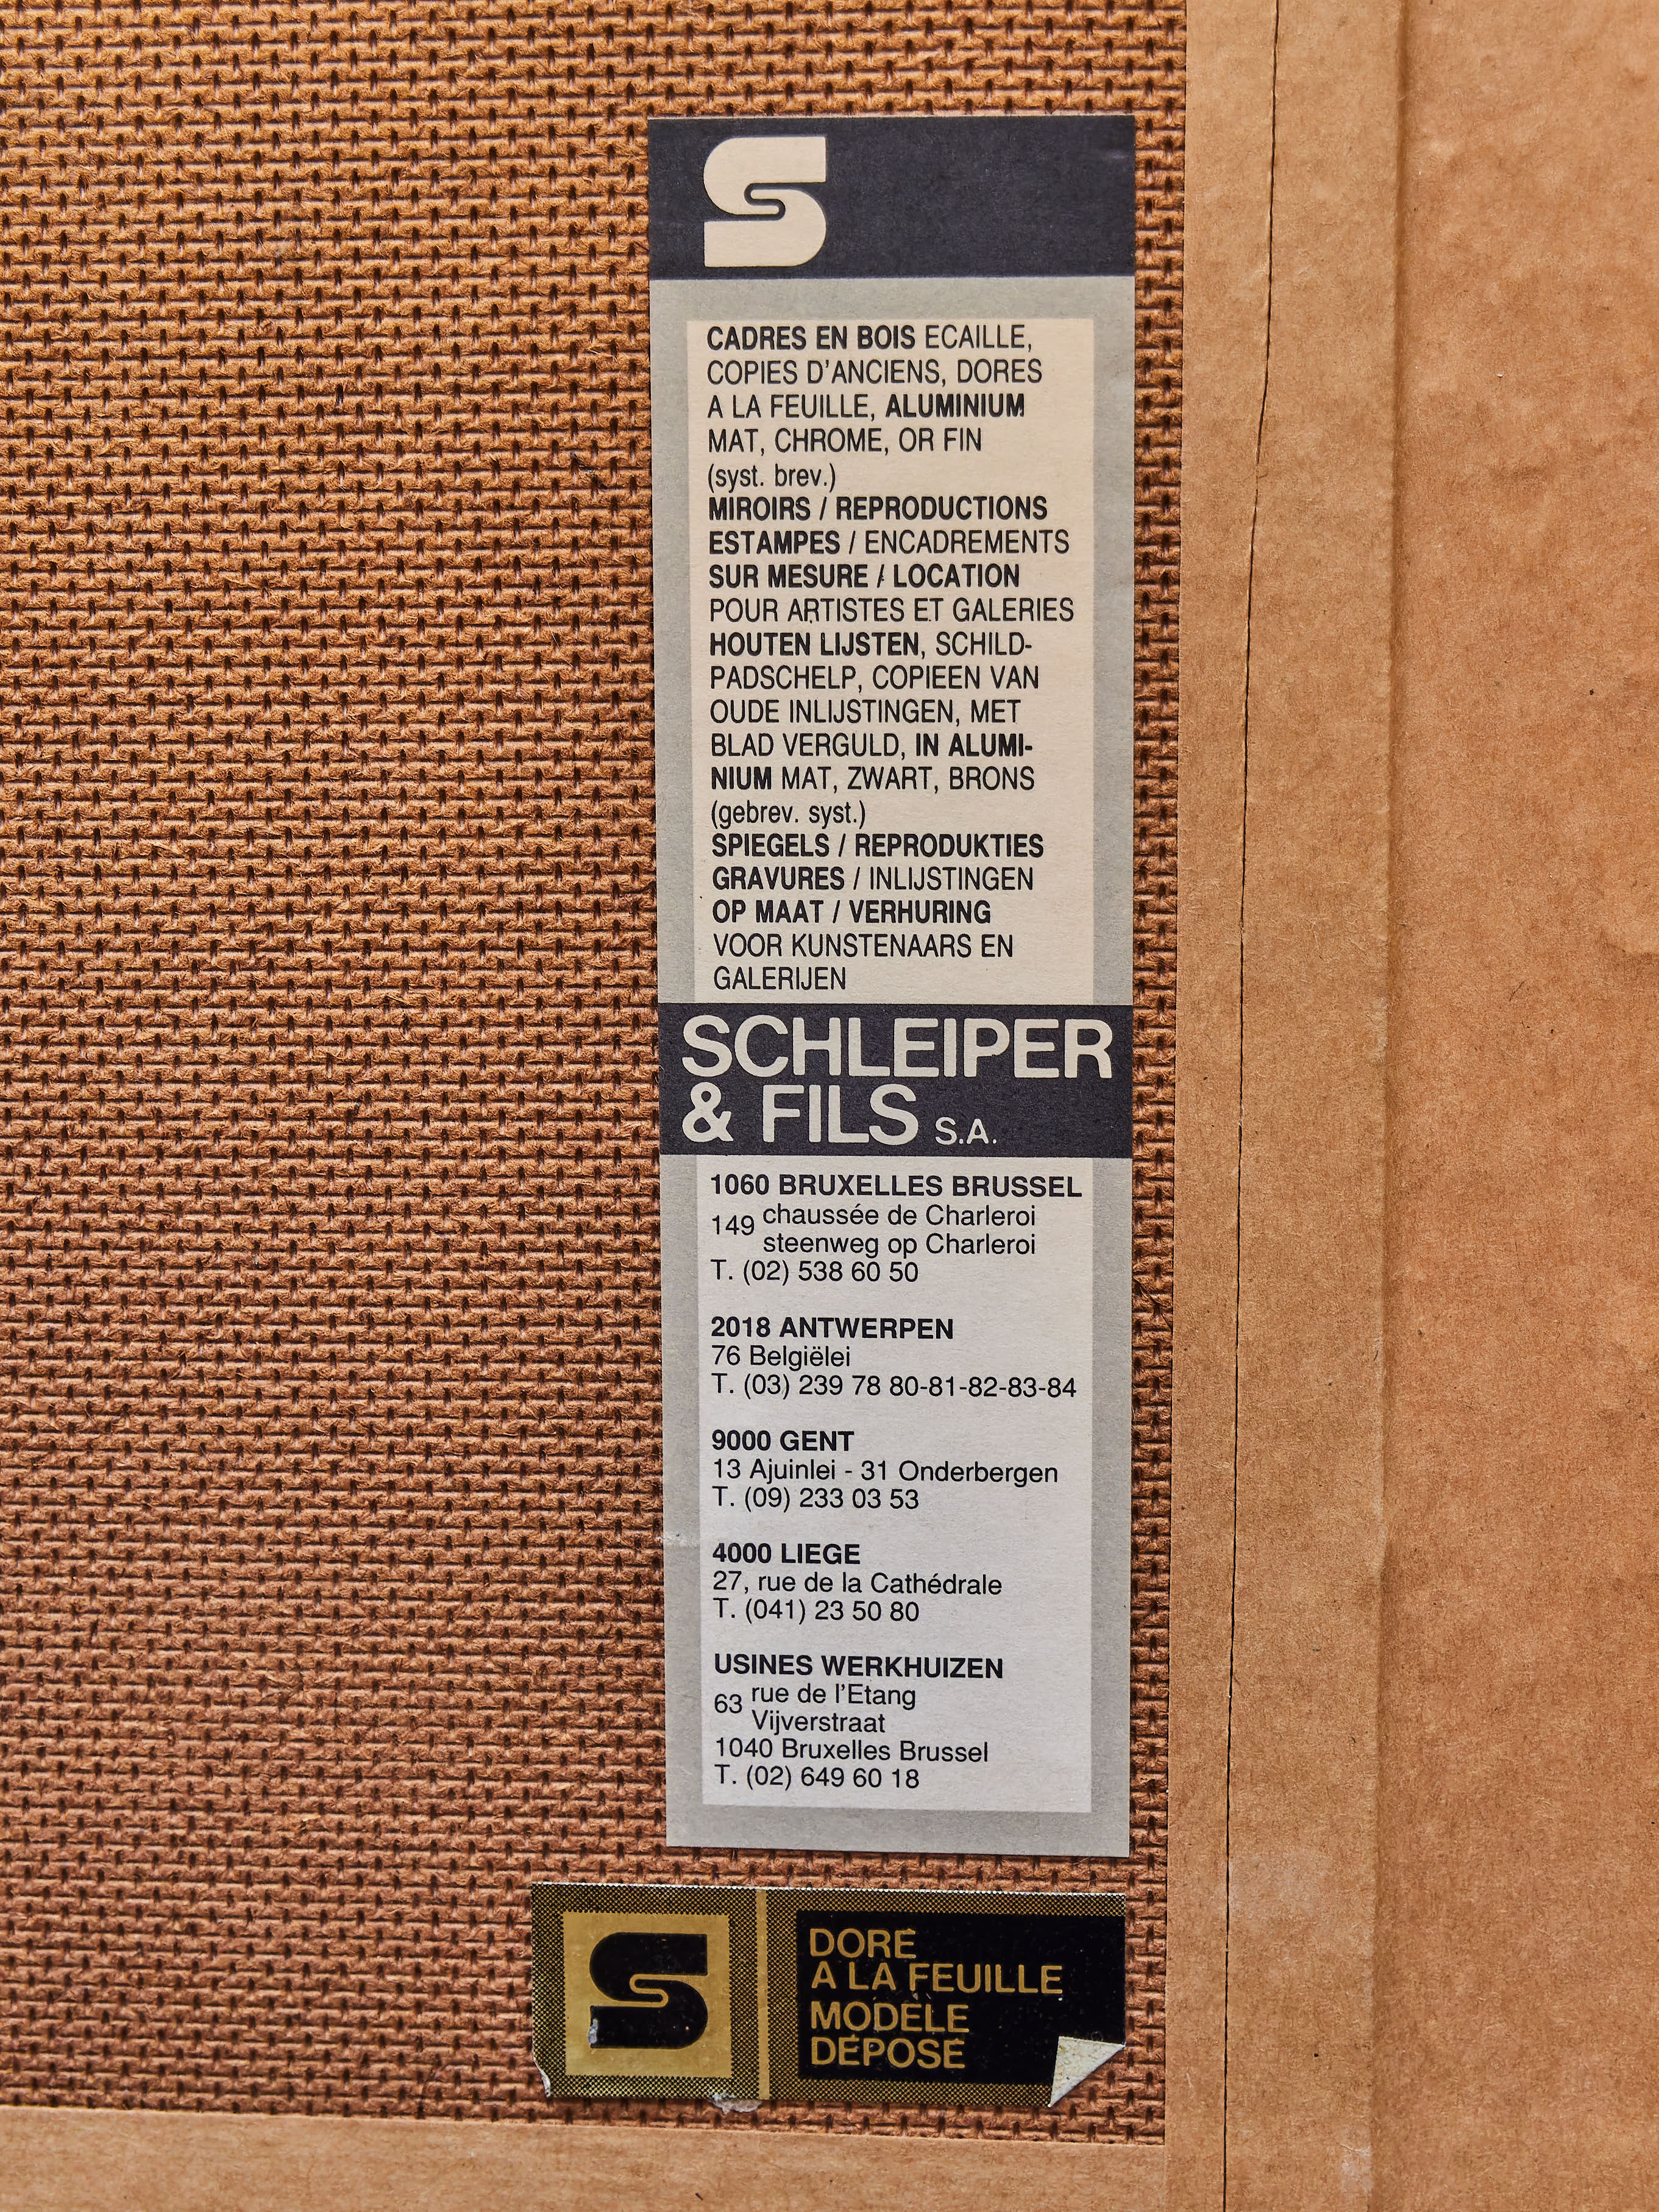 S
CADRES EN BOIS ECAILLE,
COPIES D'ANCIENS, DORES
A LA FEUILLE, ALUMINIUM
MAT, CHROME, OR FIN
(syst. brev.)
MIROIRS / REPRODUCTIONS
ESTAMPES / ENCADREMENTS
SUR MESURE / LOCATION
POUR ARTISTES ET GALERIES
HOUTEN LIJSTEN, SCHILD-
PADSCHELP, COPIEEN VAN
OUDE INLIJSTINGEN, MET
BLAD VERGULD, IN ALUMI-
NIUM MAT, ZWART, BRONS
(gebrev. syst.)
SPIEGELS / REPRODUKTIES
GRAVURES / INLIJSTINGEN
OP MAAT / VERHURING
VOOR KUNSTENAARS EN
GALERIJEN
SCHLEIPER
& FILS S.A.
1060 BRUXELLES BRUSSEL
149 chaussée de Charleroi
steenweg op Charleroi
T. (02) 538 60 50
2018 ANTWERPEN
76 Belgiëlei
T. (03) 239 78 80-81-82-83-84
9000 GENT
13 Ajuinlei - 31 Onderbergen
T. (09) 233 03 53
4000 LIEGE
27, rue de la Cathédrale
T. (041) 23 50 80
USINES WERKHUIZEN
63 rue de l'Etang
Vijverstraat
1040 Bruxelles Brussel
T. (02) 649 60 18
S
DORÉ
A LA FEUILLE
MODÈLE
DÉPOSÉ